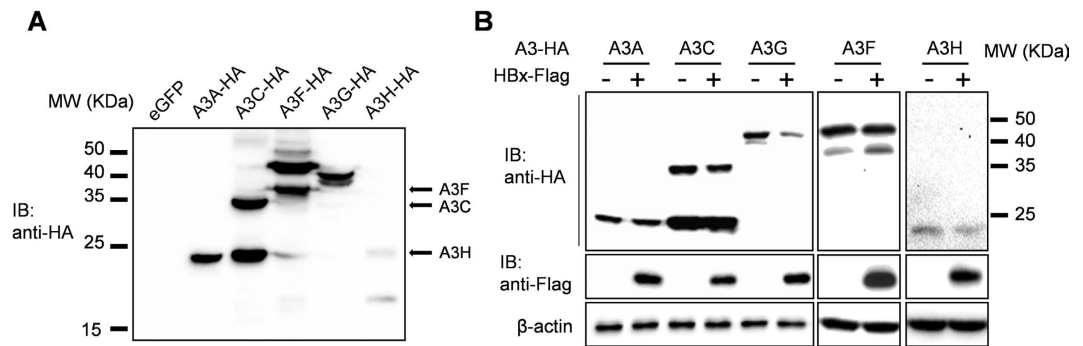 A
MW (KDa)
eGFP
A3A-HA
A3C-HA
A3F-HA
A3G-HA
A3H-HA
50
40
35
25
15
IB:
anti-HA
A3F
A3C
A3H
B
A3-HA A3A A3C A3G A3F A3H MW (KDa)
HBx-Flag - + - + - + - + - +
IB:
anti-HA
50
40
35
25
IB:
anti-Flag
β-actin